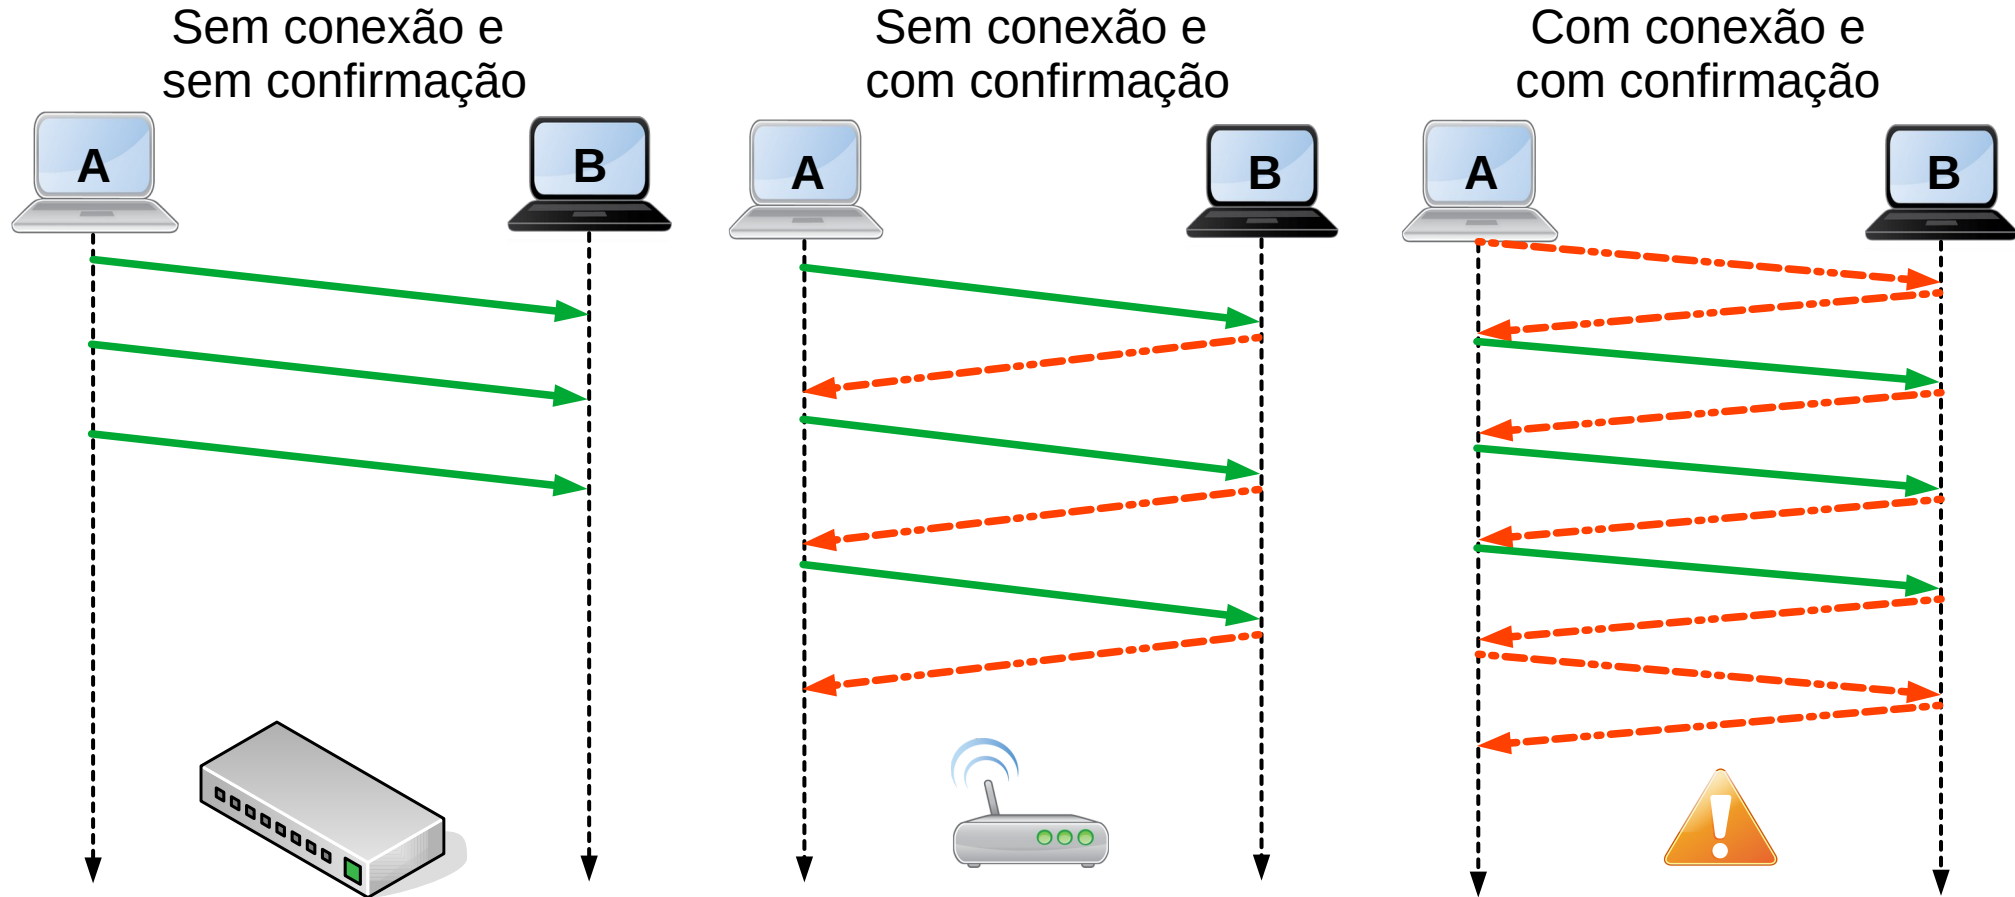 Sem conexão e
sem confirmação
A
B
Sem conexão e
com confirmação
A
B
Com conexão e
com confirmação
A
B